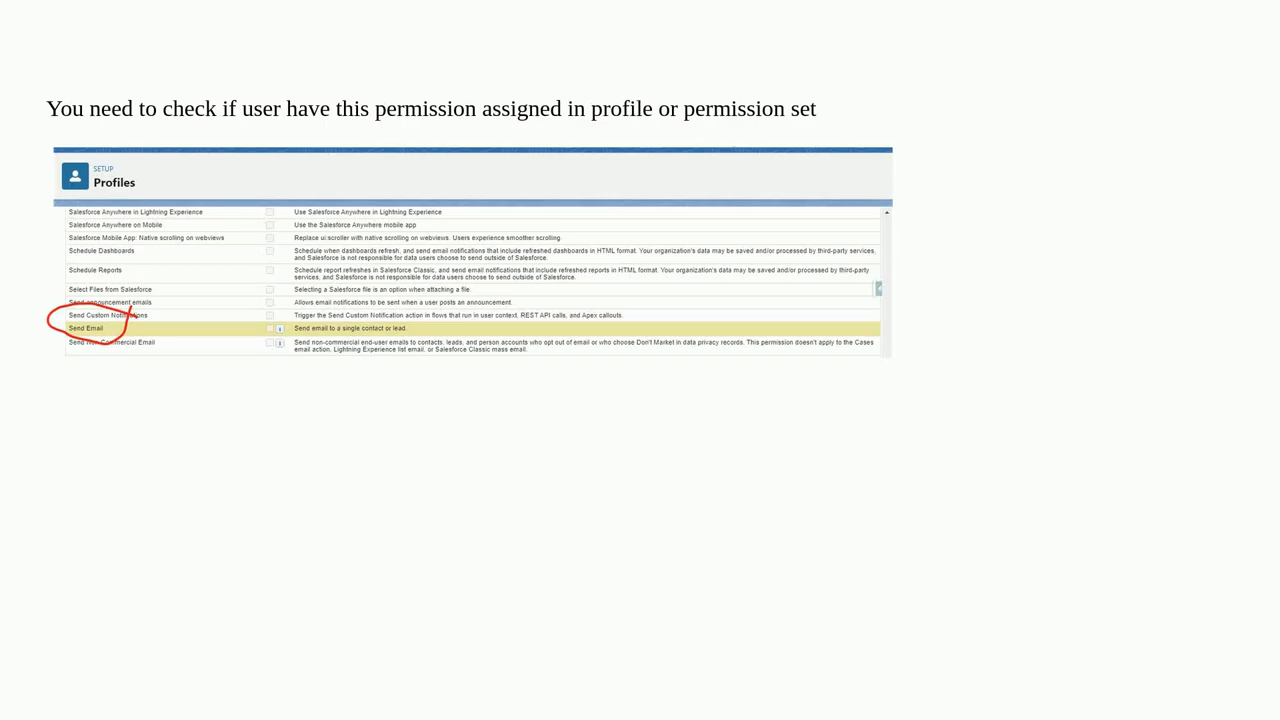 You need to check if user have this permission assigned in profile or permission set
SETUP
Profiles
Salesforce Anywhere in Lightning Experience Use Salesforce Anywhere in Lightning Experience
Salesforce Anywhere on Mobile Use the Salesforce Anywhere mobile app
Salesforce Mobile App: Native scrolling on webviews Replace ui:scroller with native scrolling on webviews. Users experience smoother scrolling.
Schedule Dashboards Schedule when dashboards refresh, and send email notifications that include refreshed dashboards in HTML format. Your organization's data may be saved and/or processed by third-party services,
and Salesforce is not responsible for data users choose to send outside of Salesforce.
Schedule Reports Schedule report refreshes in Salesforce Classic, and send email notifications that include refreshed reports in HTML format. Your organization's data may be saved and/or processed by third-party
services, and Salesforce is not responsible for data users choose to send outside of Salesforce.
Select Files from Salesforce Selecting a Salesforce file is an option when attaching a file.
Send announcement emails Allows email notifications to be sent when a user posts an announcement.
Send Custom Notifications Trigger the Send Custom Notification action in flows that run in user context, REST API calls, and Apex callouts.
Send Email i Send email to a single contact or lead.
Send Non-Commercial Email i Send non-commercial end-user emails to contacts, leads, and person accounts who opt out of email or who choose Don't Market in data privacy records. This permission doesn't apply to the Cases
email action, Lightning Experience list email, or Salesforce Classic mass email.